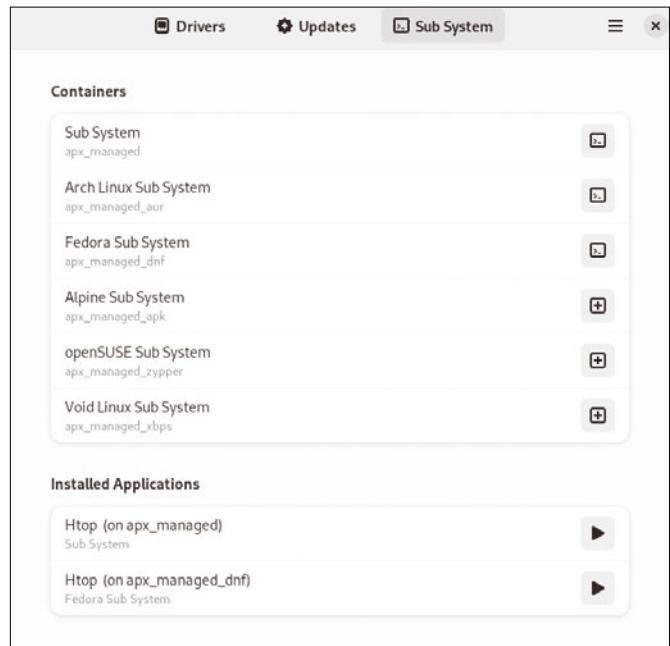 Drivers
Updates
Sub System
Containers
Sub System
apx_managed
Arch Linux Sub System
apx_managed_aur
Fedora Sub System
apx_managed_dnf
Alpine Sub System
apx_managed_apk
openSUSE Sub System
apx_managed_zypper
Void Linux Sub System
apx_managed_xbps
Installed Applications
Htop (on apx_managed)
Sub System
Htop (on apx_managed_dnf)
Fedora Sub System